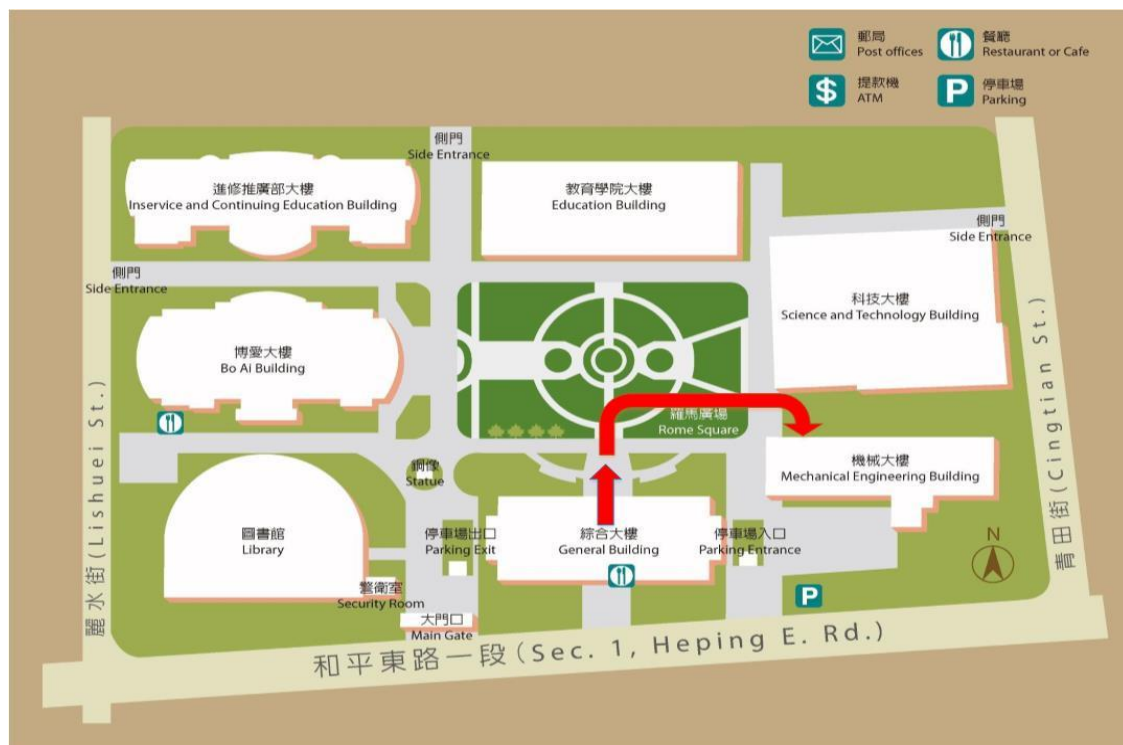 郵局
Post offices
餐廳
Restaurant or Cafe
$
提款機
ATM
P
停車場
Parking
側門
Side Entrance
進修推廣部大樓
Inservice and Continuing Education Building
教育學院大樓
Education Building
側門
Side Entrance
側門
Side Entrance
科技大樓
Science and Technology Building
博愛大樓
Bo Ai Building
羅馬廣場
Rome Square
機械大樓
Mechanical Engineering Building
銅像
Statue
圖書館
Library
停車場出口
Parking Exit
綜合大樓
General Building
停車場入口
Parking Entrance
N
警衛室
Security Room
P
大門口
Main Gate
麗水街(Lishuei St.)
青田街(Cingtian St.)
和平東路一段(Sec. 1, Heping E. Rd.)